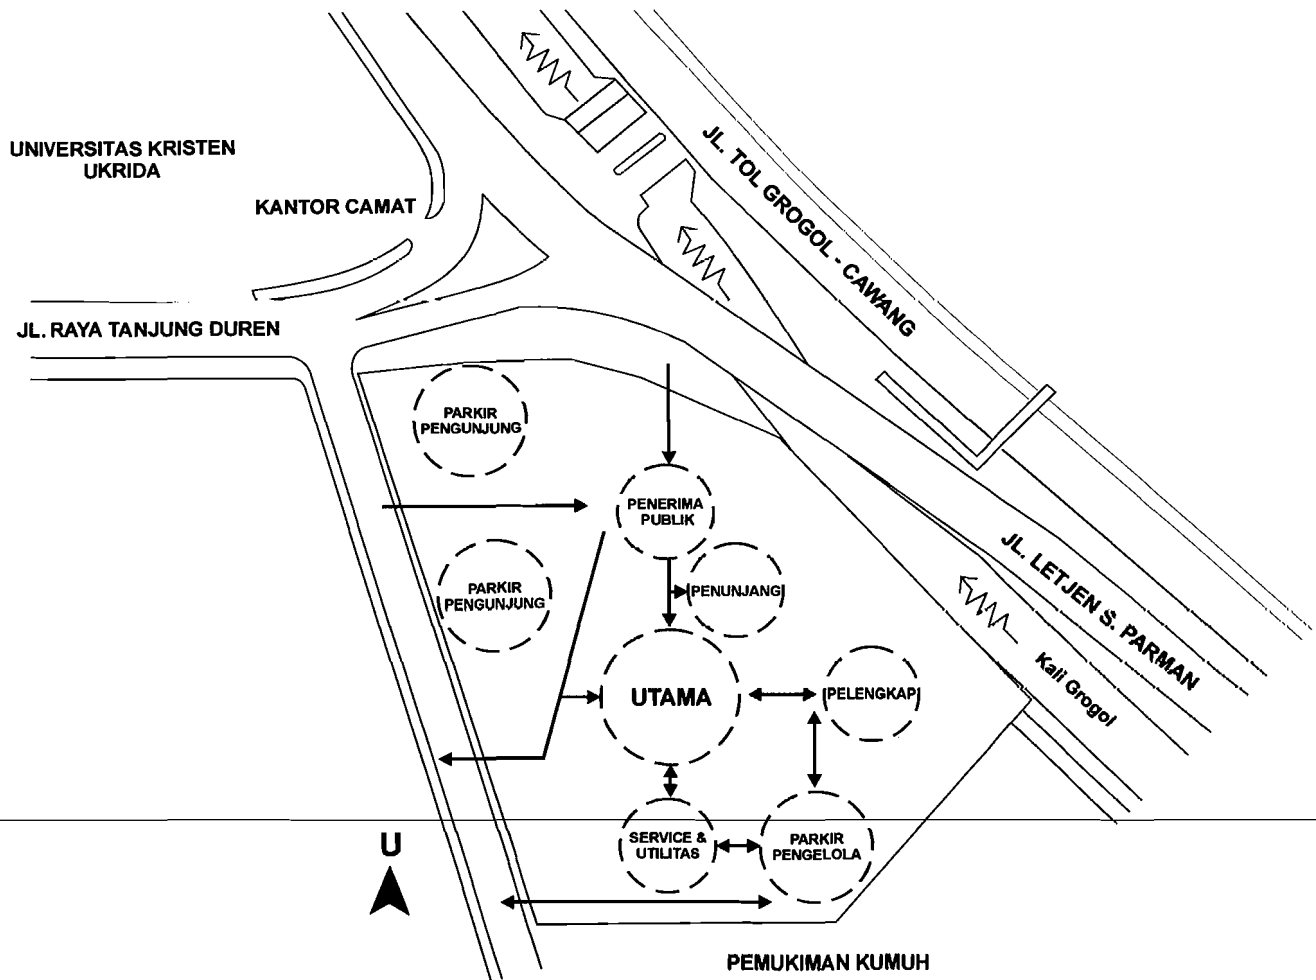 JL. TOL GROGOL - CAWANG
UNIVERSITAS KRISTEN
UKRIDA
KANTOR CAMAT
JL. RAYA TANJUNG DUREN
PARKIR
PENGUNJUNG
PENERIMA
PUBLIK
PARKIR
PENGUNJUNG
PENUNJANG
JL. LETJEN S. PARMAN
Kali Grogol
UTAMA
PELENGKAP
SERVICE &
UTILITAS
PARKIR
PENGELOLA
U
PEMUKIMAN KUMUH